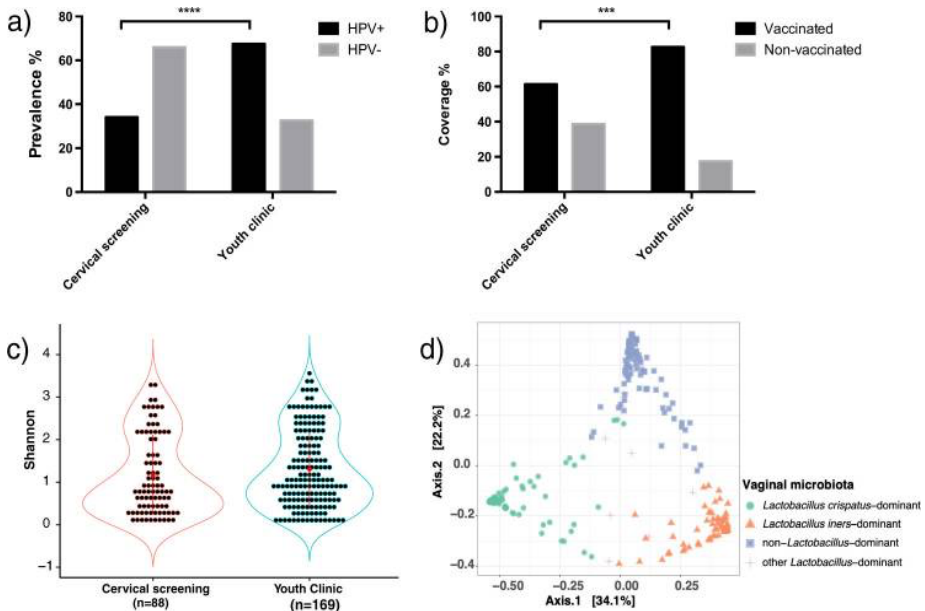 a)
****
HPV+
HPV-
Prevalence %
80
60
40
20
0
Cervical screening
Youth clinic
b)
***
Vaccinated
Non-vaccinated
Coverage %
100
80
60
40
20
0
Cervical screening
Youth clinic
c)
Shannon
4
3
2
1
0
−1
Cervical screening
(n=88)
Youth Clinic
(n=169)
d)
Axis.2 [22.2%]
0.4
0.2
0.0
−0.2
−0.4
−0.50
−0.25
0.00
0.25
Axis.1 [34.1%]
Vaginal microbiota
Lactobacillus crispatus–dominant
Lactobacillus iners–dominant
non–Lactobacillus–dominant
other Lactobacillus–dominant